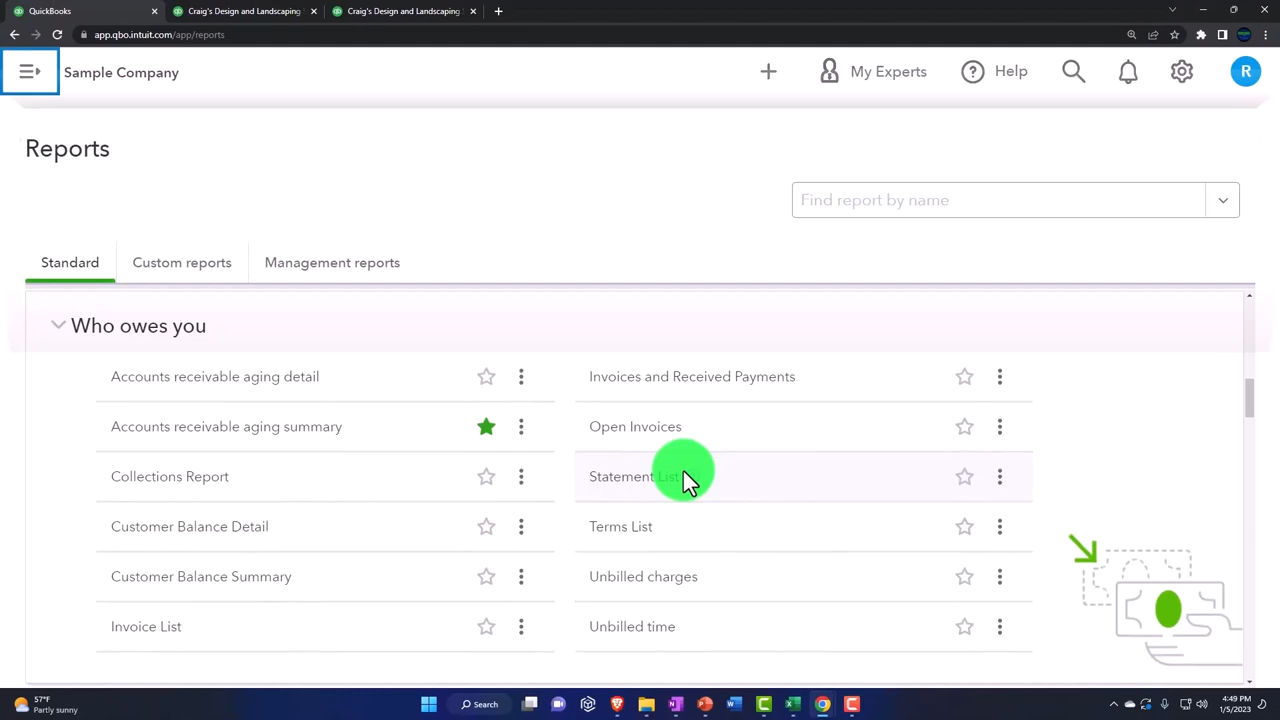 QuickBooks
Craig's Design and Landscaping
Craig's Design and Landscaping
app.qbo.intuit.com/app/reports
Sample Company
My Experts
Help
R
Reports
Find report by name
Standard
Custom reports
Management reports
Who owes you
Accounts receivable aging detail
Invoices and Received Payments
Accounts receivable aging summary
Open Invoices
Collections Report
Statement List
Customer Balance Detail
Terms List
Customer Balance Summary
Unbilled charges
Invoice List
Unbilled time
57°F
Partly sunny
Search
4:49 PM
1/5/2023